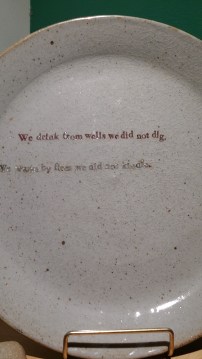 We drink from wells we did not dig,
We warm by fires we did not kindle.